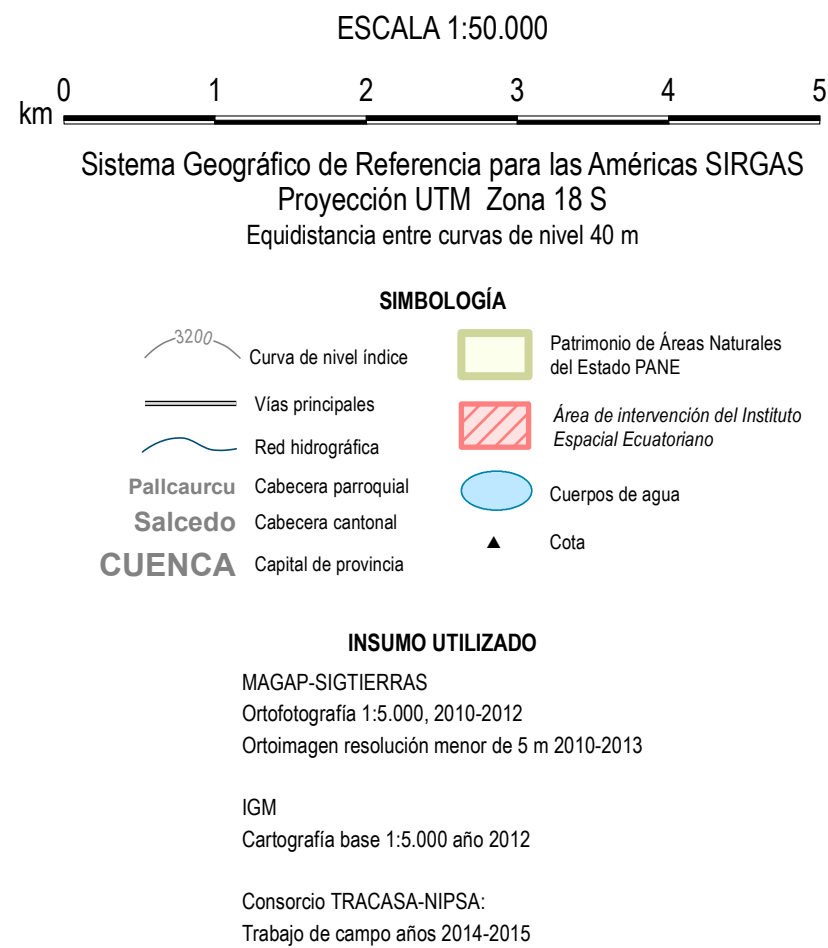 ESCALA 1:50.000
0 1 2 3 4 5
km
Sistema Geográfico de Referencia para las Américas SIRGAS
Proyección UTM Zona 18 S
Equidistancia entre curvas de nivel 40 m
SIMBOLOGÍA
3200
Curva de nivel índice
Vías principales
Red hidrográfica
Pallcaurcu Cabecera parroquial
Salcedo Cabecera cantonal
CUENCA Capital de provincia
Patrimonio de Áreas Naturales
del Estado PANE
Área de intervención del Instituto
Espacial Ecuatoriano
Cuerpos de agua
Cota
INSUMO UTILIZADO
MAGAP-SIGTIERRAS
Ortofotografía 1:5.000, 2010-2012
Ortoimagen resolución menor de 5 m 2010-2013
IGM
Cartografía base 1:5.000 año 2012
Consorcio TRACASA-NIPSA:
Trabajo de campo años 2014-2015